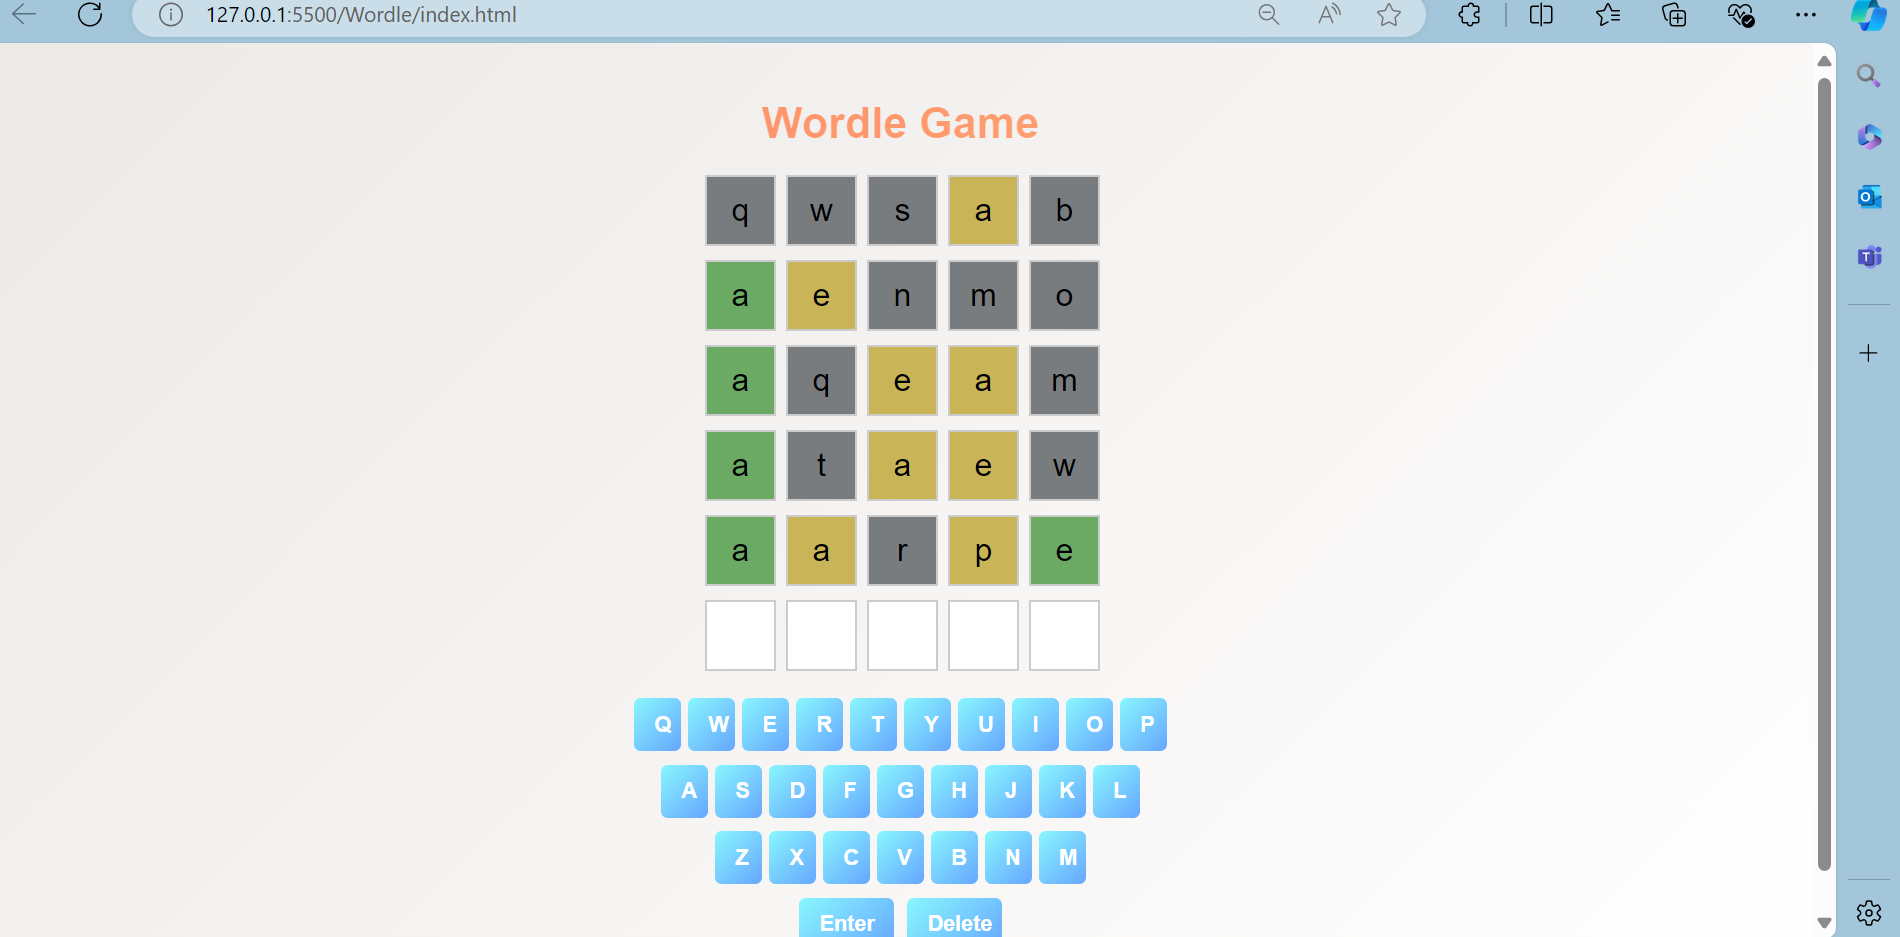 127.0.0.1:5500/Wordle/index.html
Wordle Game
q w s a b
a e n m o
a q e a m
a t a e w
a a r p e
Q W E R T Y U I O P
A S D F G H J K L
Z X C V B N M
Enter Delete